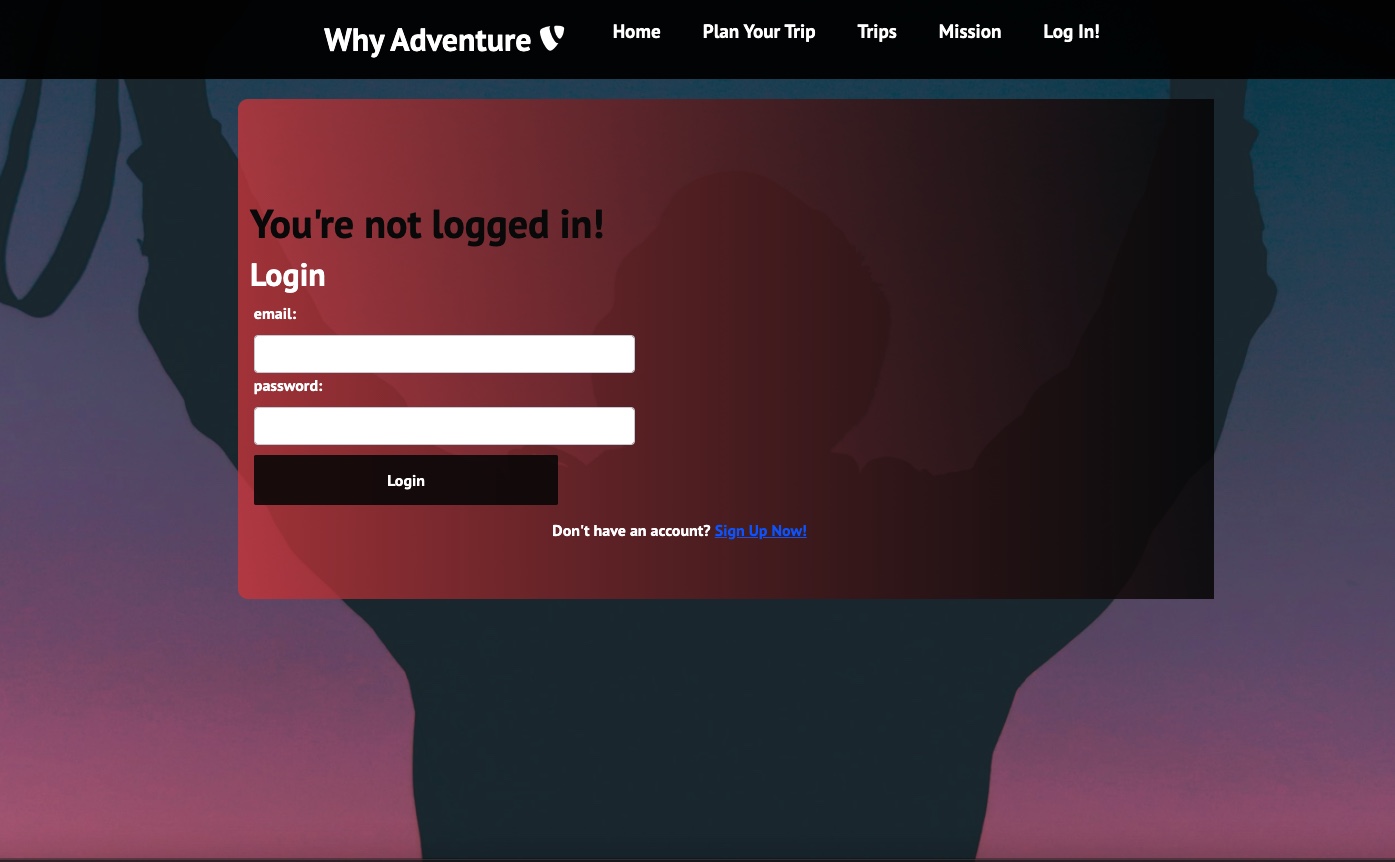 Why Adventure Home Plan Your Trip Trips Mission Log In!
You're not logged in!
Login
email:
password:
Login
Don't have an account? Sign Up Now!